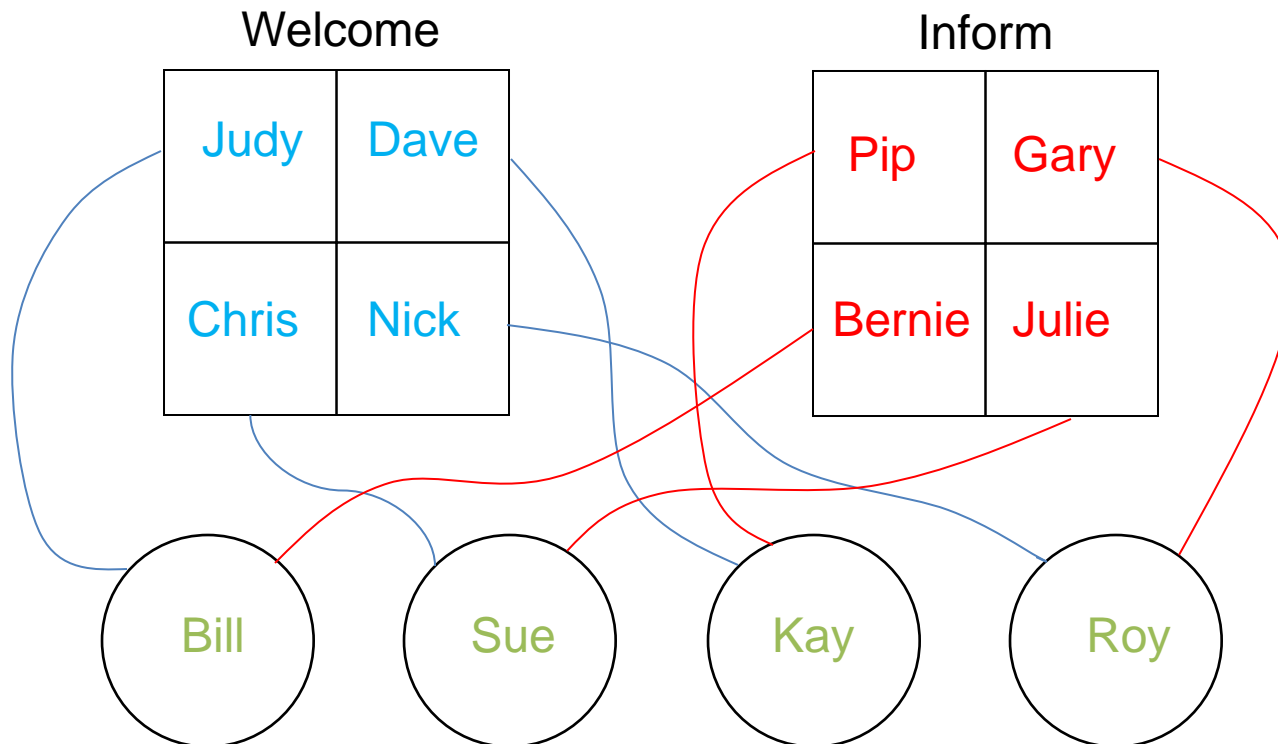 Welcome
Inform
Judy
Dave
Pip
Gary
Chris
Nick
Bernie
Julie
Bill
Sue
Kay
Roy